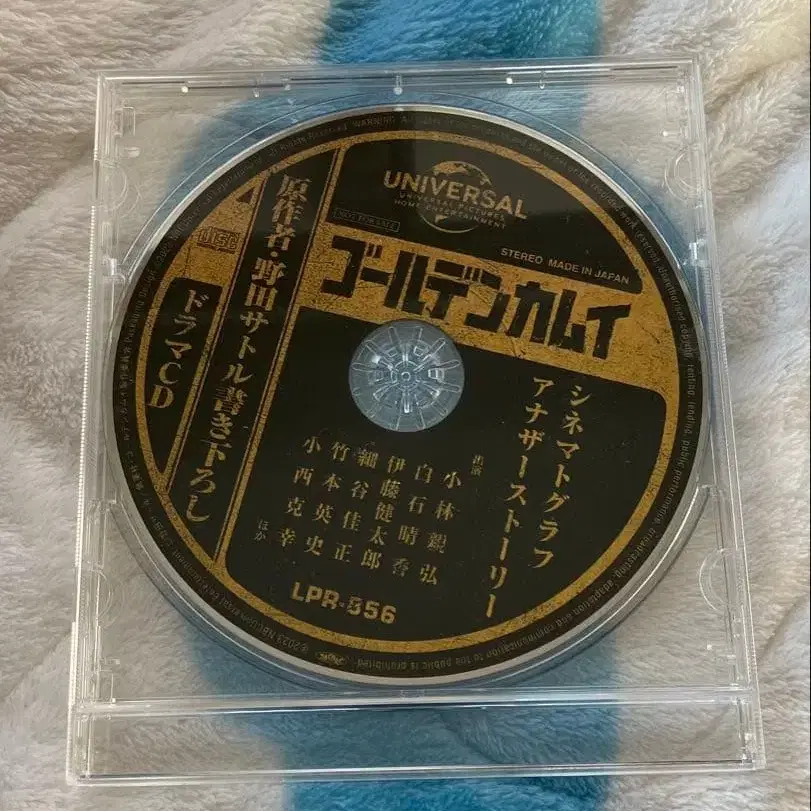 UNIVERSAL
UNIVERSAL PICTURES
HOME ENTERTAINMENT
NOT FOR SALE
STEREO MADE IN JAPAN
ゴールデンカムイ
シネマトグラフ
アナザーストーリー
出演
小林親弘
白石晴香
伊藤健太郎
細谷佳正
竹本英史
小西克幸
ほか
LPR-856
原作者・野田サトル書き下ろし
ドラマCD
DISC